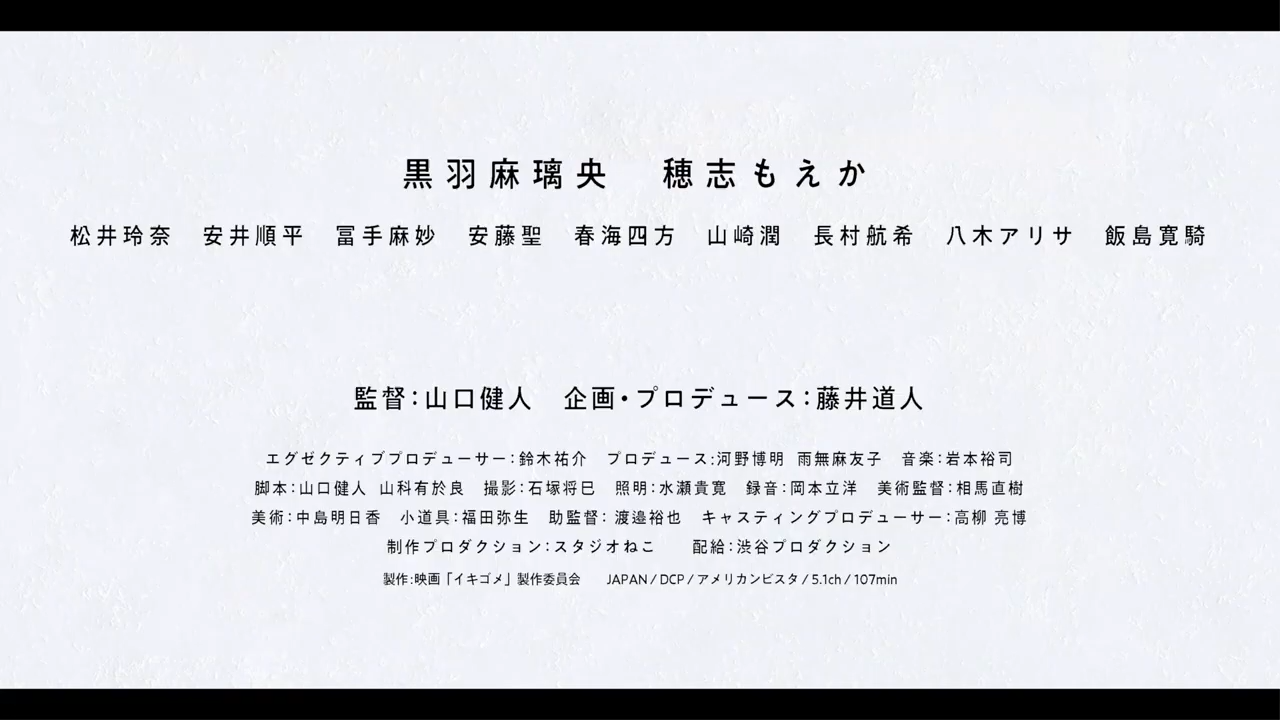 黒羽麻璃央　穂志もえか
松井玲奈　安井順平　冨手麻妙　安藤聖　春海四方　山崎潤　長村航希　八木アリサ　飯島寛騎
監督：山口健人　企画・プロデュース：藤井道人
エグゼクティブプロデューサー：鈴木祐介　プロデュース：河野博明　雨無麻友子　音楽：岩本裕司
脚本：山口健人　山科有於良　撮影：石塚将巳　照明：水瀬貴寛　録音：岡本立洋　美術監督：相馬直樹
美術：中島明日香　小道具：福田弥生　助監督：渡邉裕也　キャスティングプロデューサー：高柳 亮博
制作プロダクション：スタジオねこ　配給：渋谷プロダクション
製作：映画「イキゴメ」製作委員会　JAPAN / DCP / アメリカンビスタ / 5.1ch / 107min